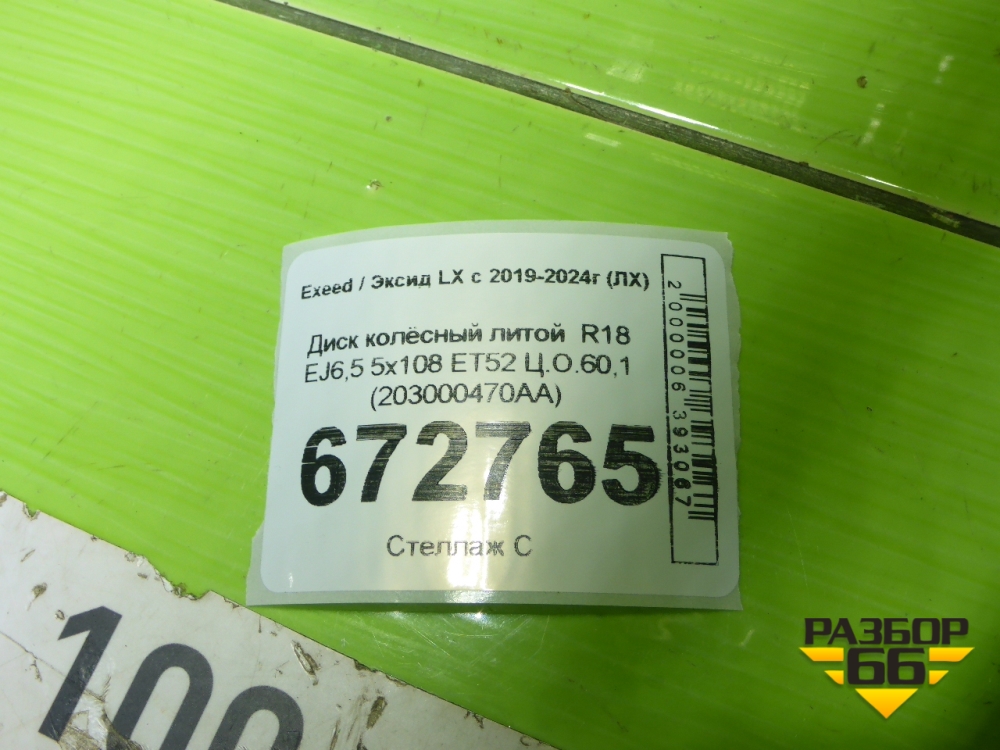 Exeed / Эксид LX с 2019-2024г (ЛХ)
Диск колёсный литой R18
EJ6,5 5x108 ET52 Ц.О.60,1
(203000470AA)
672765
Стеллаж С
2000006393067
100
РАЗБОР
66